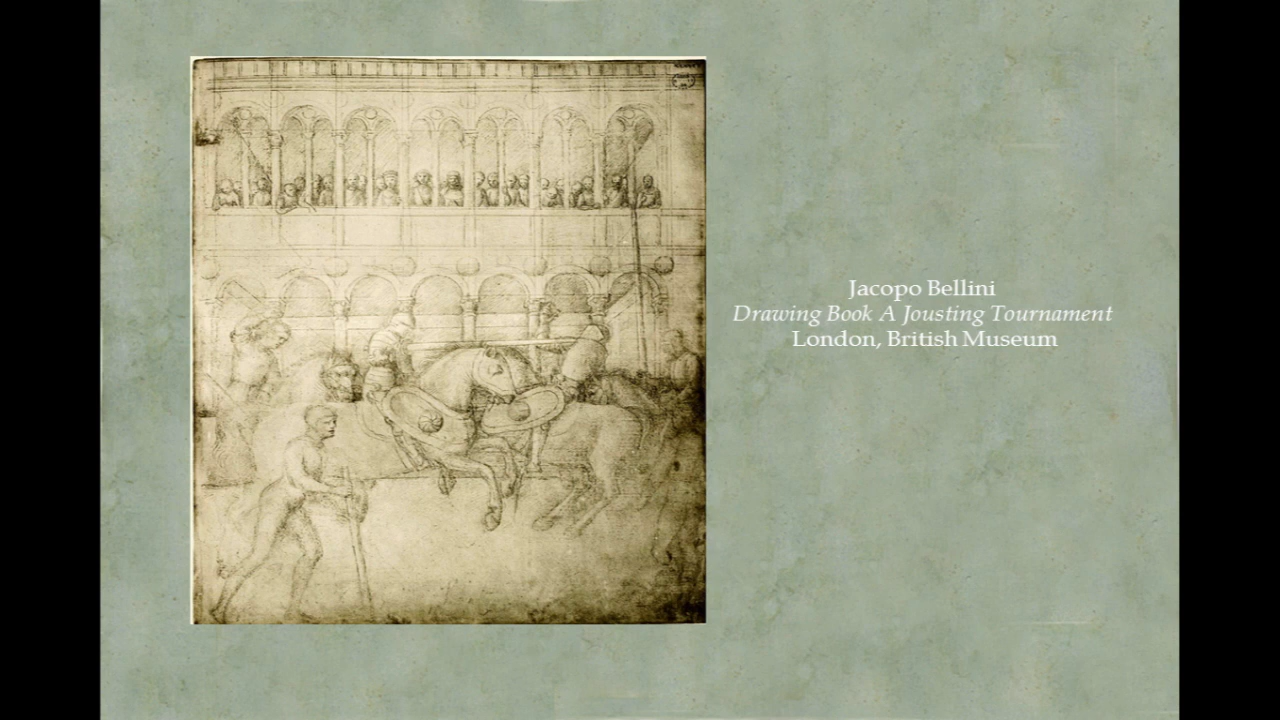 Jacopo Bellini
Drawing Book A Jousting Tournament
London, British Museum